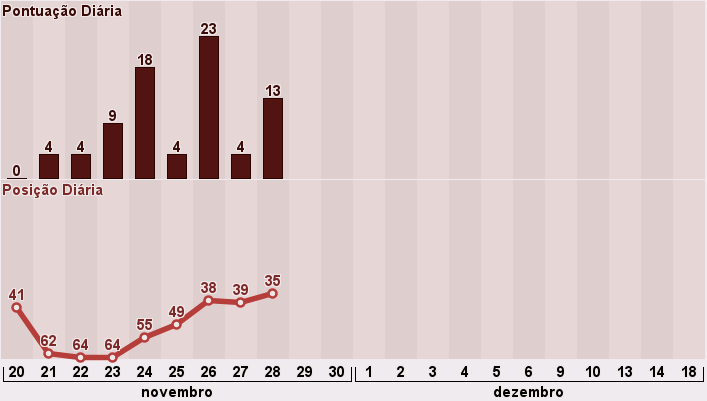 Pontuação Diária
0 4 4 9 18 4 23 4 13
Posição Diária
41 62 64 64 55 49 38 39 35
20 21 22 23 24 25 26 27 28 29 30 1 2 3 4 5 6 9 10 13 14 18
novembro dezembro